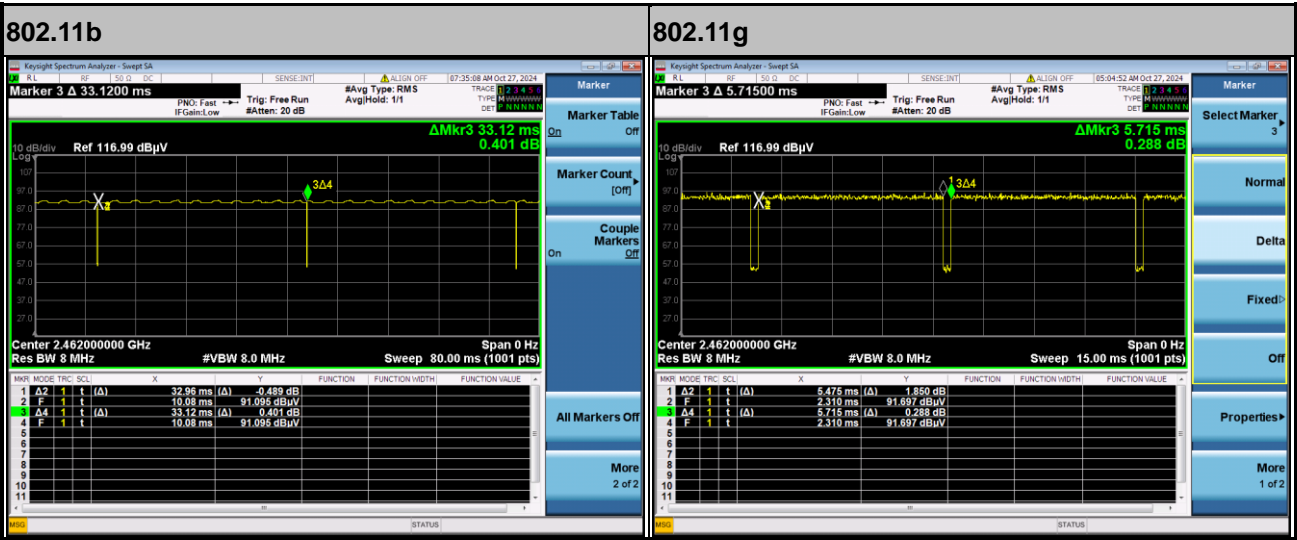 802.11b
Keysight Spectrum Analyzer - Swept SA
RL RF 50 Ω DC SENSE:INT ALIGN OFF 07:35:08 AM Oct 27, 2024
Marker 3 Δ 33.1200 ms
PNO: Fast
IFGain:Low
Trig: Free Run
#Atten: 20 dB
#Avg Type: RMS
Avg|Hold: 1/1
TRACE 1 2 3 4 5 6
TYPE M WWWWW
DET P N N N N N
ΔMkr3 33.12 ms
0.401 dB
10 dB/div Ref 116.99 dBµV
Log
107
97.0
87.0
77.0
67.0
57.0
47.0
37.0
27.0
3Δ4
Center 2.462000000 GHz Span 0 Hz
Res BW 8 MHz #VBW 8.0 MHz Sweep 80.00 ms (1001 pts)
MKR MODE TRC SCL X Y FUNCTION FUNCTION WIDTH FUNCTION VALUE
1 Δ2 1 t (Δ) 32.96 ms (Δ) -0.489 dB
2 F 1 t 10.08 ms 91.095 dBµV
3 Δ4 1 t (Δ) 33.12 ms (Δ) 0.401 dB
4 F 1 t 10.08 ms 91.095 dBµV
5
6
7
8
9
10
11
MSG STATUS
Marker
Marker Table
On Off
Marker Count
[Off]
Couple
Markers
On Off
All Markers Off
More
2 of 2
802.11g
Keysight Spectrum Analyzer - Swept SA
RL RF 50 Ω DC SENSE:INT ALIGN OFF 05:04:52 AM Oct 27, 2024
Marker 3 Δ 5.71500 ms
PNO: Fast
IFGain:Low
Trig: Free Run
#Atten: 20 dB
#Avg Type: RMS
Avg|Hold: 1/1
TRACE 1 2 3 4 5 6
TYPE M WWWWW
DET P N N N N N
ΔMkr3 5.715 ms
0.288 dB
10 dB/div Ref 116.99 dBµV
Log
107
97.0
87.0
77.0
67.0
57.0
47.0
37.0
27.0
1 3Δ4
Center 2.462000000 GHz Span 0 Hz
Res BW 8 MHz #VBW 8.0 MHz Sweep 15.00 ms (1001 pts)
MKR MODE TRC SCL X Y FUNCTION FUNCTION WIDTH FUNCTION VALUE
1 Δ2 1 t (Δ) 5.475 ms (Δ) 1.850 dB
2 F 1 t 2.310 ms 91.697 dBµV
3 Δ4 1 t (Δ) 5.715 ms (Δ) 0.288 dB
4 F 1 t 2.310 ms 91.697 dBµV
5
6
7
8
9
10
11
MSG STATUS
Marker
Select Marker
3
Normal
Delta
Fixed
Off
Properties
More
1 of 2